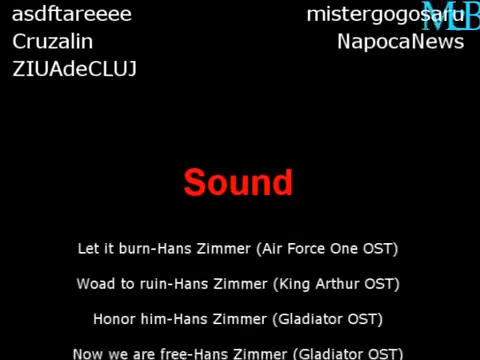 asdftareeee
mistergogosaru
Cruzalin
NapocaNews
ZIUAdeCLUJ
Sound
Let it burn-Hans Zimmer (Air Force One OST)
Woad to ruin-Hans Zimmer (King Arthur OST)
Honor him-Hans Zimmer (Gladiator OST)
Now we are free-Hans Zimmer (Gladiator OST)